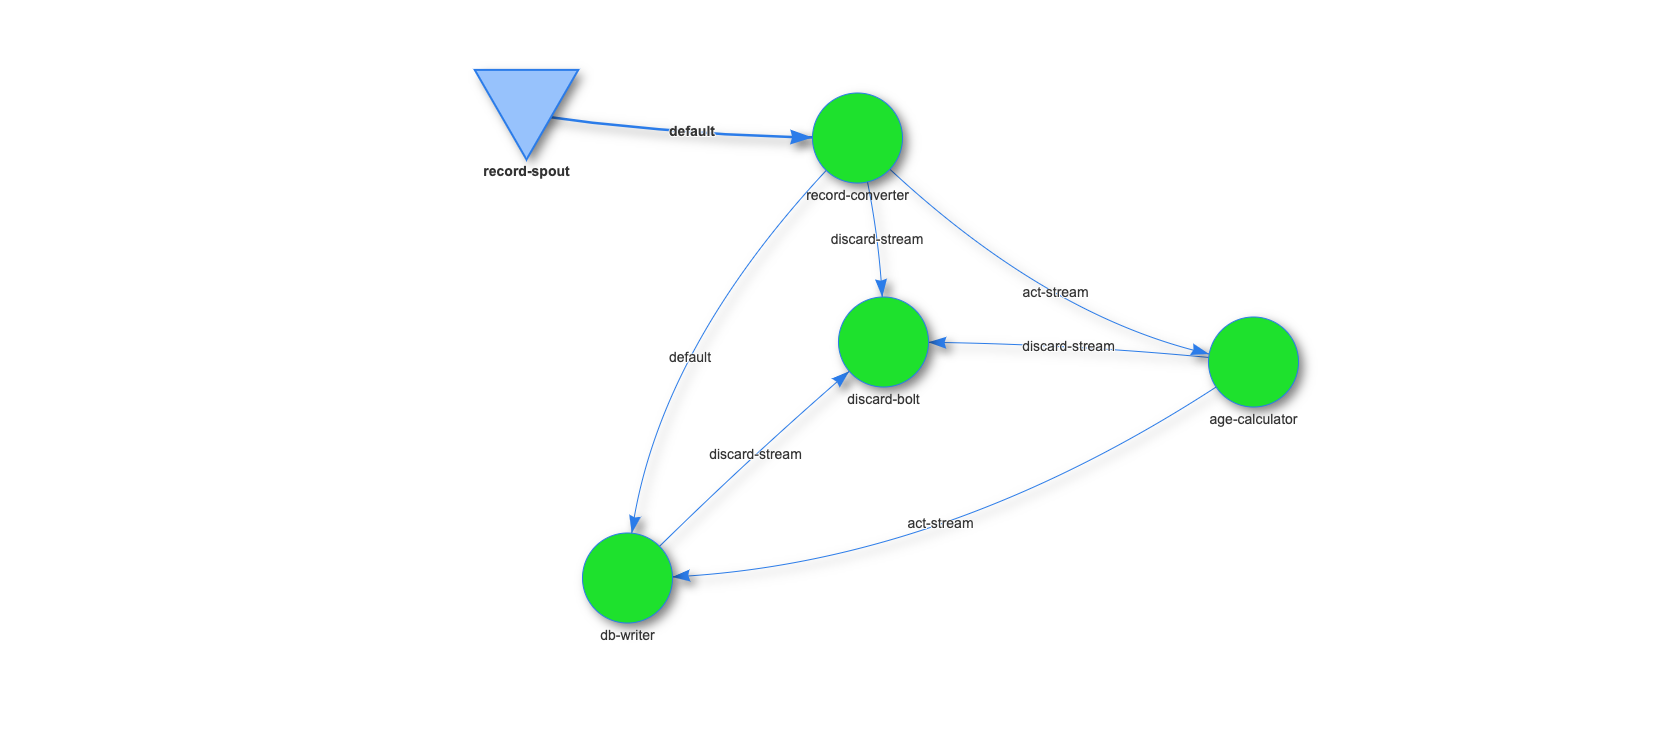 default
record-spout
record-converter
discard-stream
act-stream
discard-stream
default
discard-bolt
age-calculator
discard-stream
act-stream
db-writer